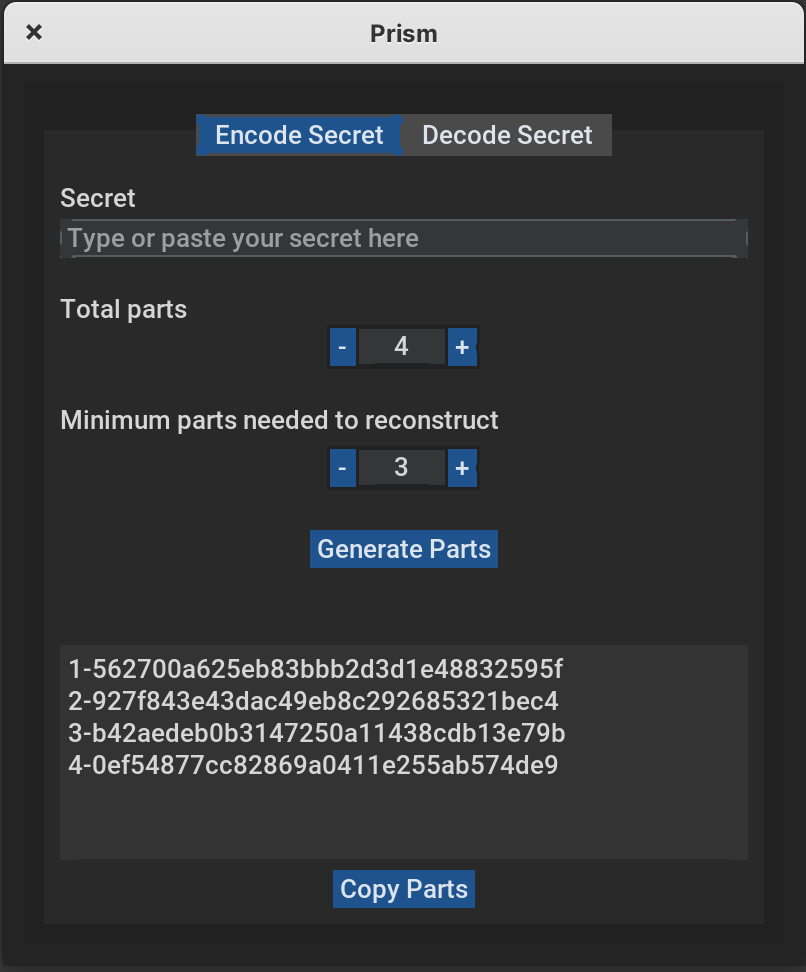 ×
Prism
Encode Secret
Decode Secret
Secret
Type or paste your secret here
Total parts
- 4 +
Minimum parts needed to reconstruct
- 3 +
Generate Parts
1-562700a625eb83bbb2d3d1e48832595f
2-927f843e43dac49eb8c292685321bec4
3-b42aedeb0b3147250a11438cdb13e79b
4-0ef54877cc82869a0411e255ab574de9
Copy Parts